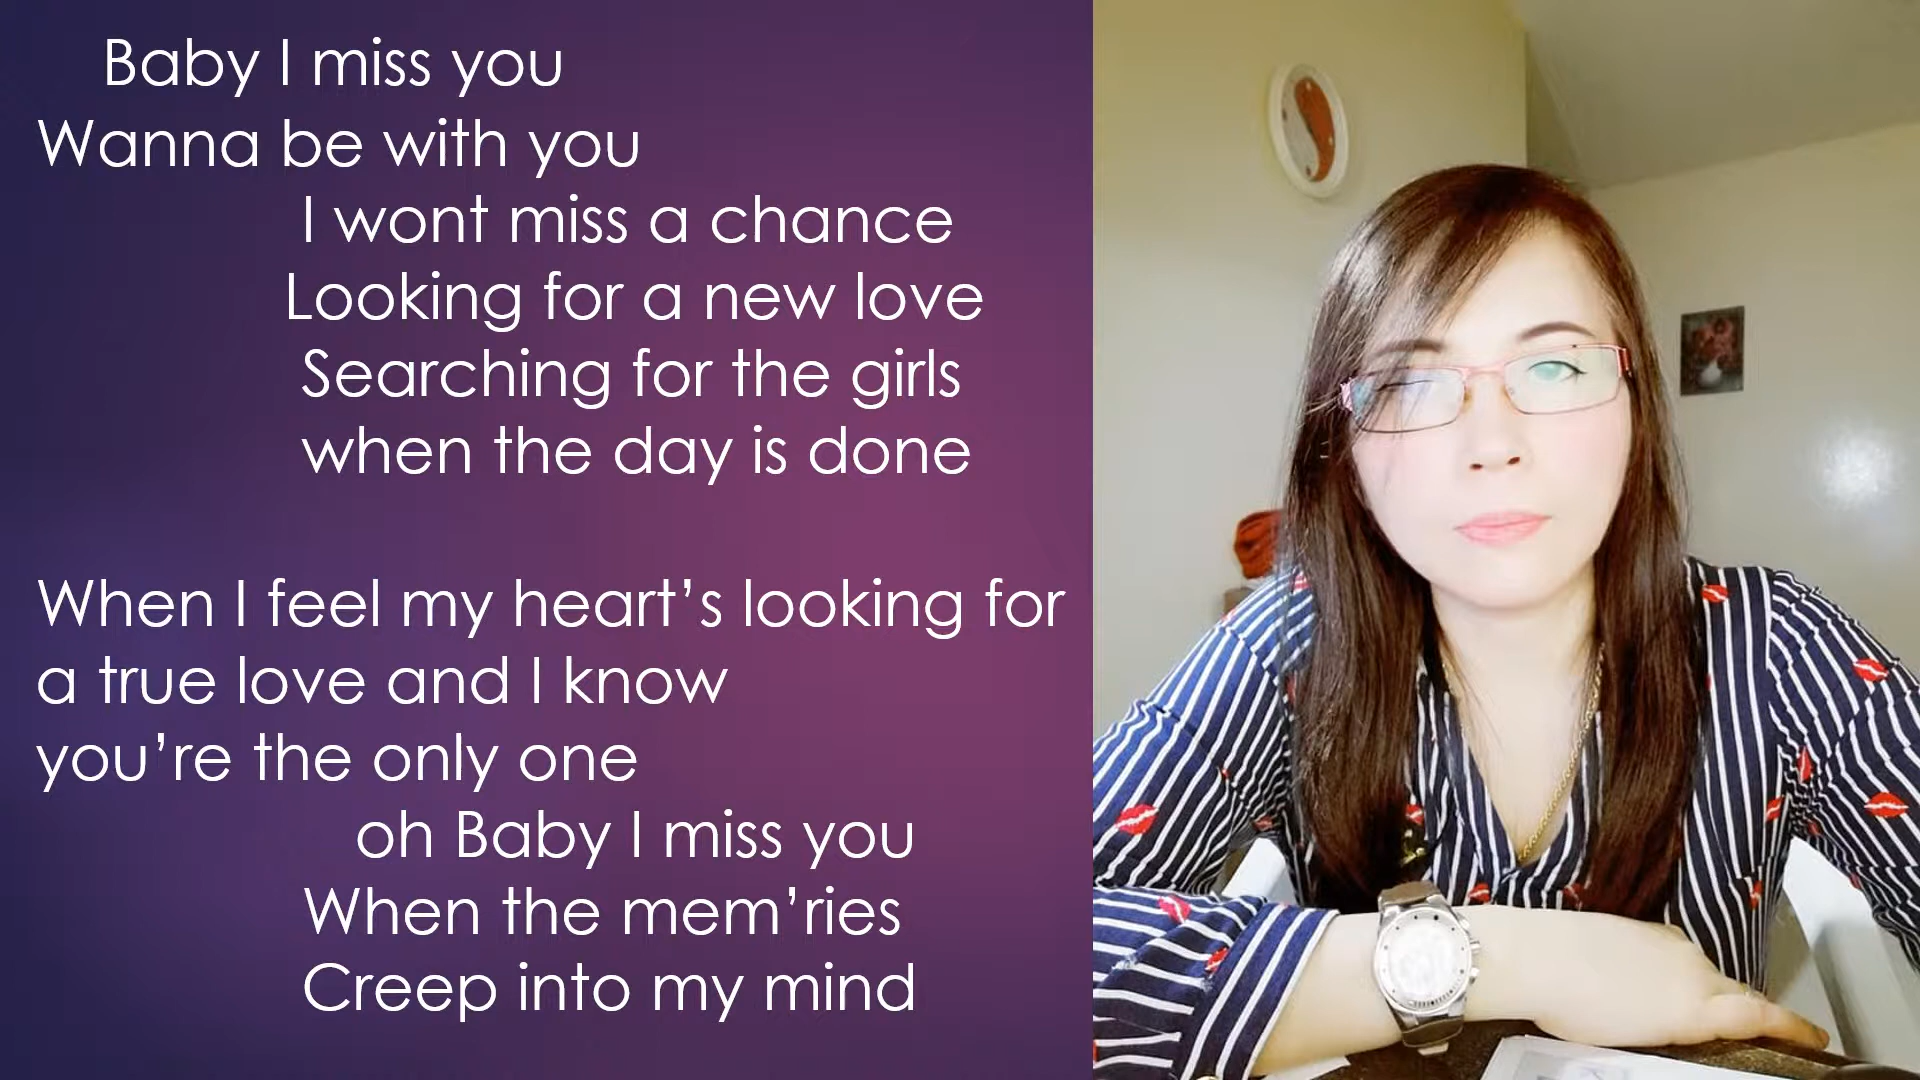 Baby I miss you
Wanna be with you
I wont miss a chance
Looking for a new love
Searching for the girls
when the day is done
When I feel my heart’s looking for
a true love and I know
you’re the only one
oh Baby I miss you
When the mem’ries
Creep into my mind